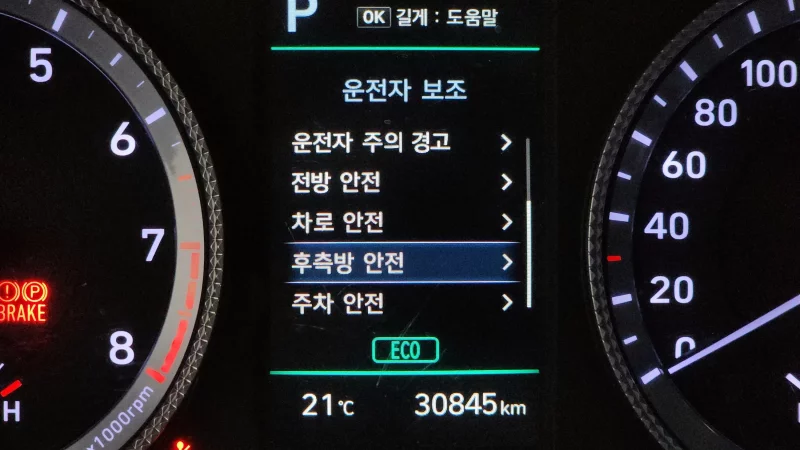 P
OK 길게 : 도움말
운전자 보조
운전자 주의 경고
전방 안전
차로 안전
후측방 안전
주차 안전
ECO
21℃ 30845km
5
6
7
8
x1000rpm
BRAKE
H
100
80
60
40
20
0